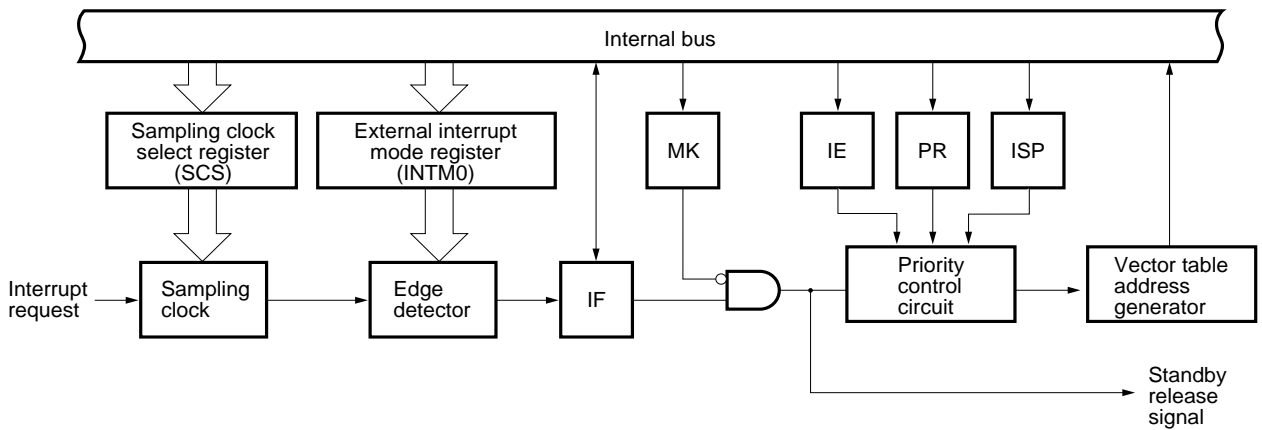 Internal bus
Sampling clock
select register
(SCS)
External interrupt
mode register
(INTM0)
MK
IE
PR
ISP
Interrupt
request
Sampling
clock
Edge
detector
IF
Priority
control
circuit
Vector table
address
generator
Standby
release
signal